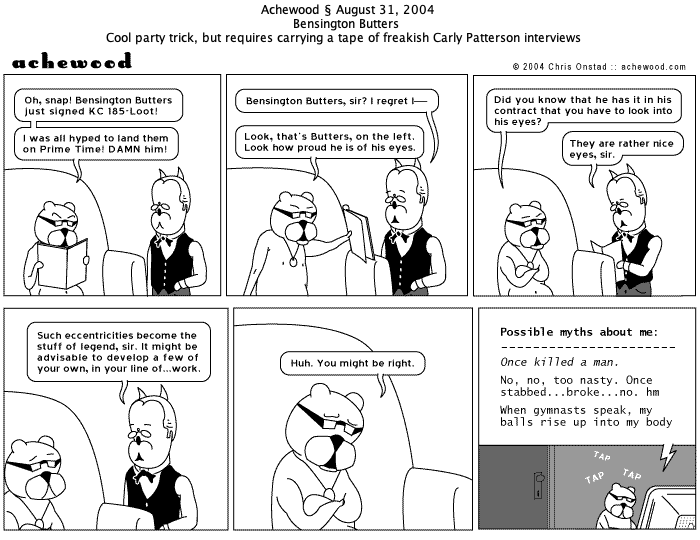 Achewood § August 31, 2004
Bensington Butters
Cool party trick, but requires carrying a tape of freakish Carly Patterson interviews
achewood
© 2004 Chris Onstad :: achewood.com
Oh, snap! Bensington Butters
just signed KC 185-Loot!
I was all hyped to land them
on Prime Time! DAMN him!
Bensington Butters, sir? I regret I—
Look, that's Butters, on the left.
Look how proud he is of his eyes.
Did you know that he has it in his
contract that you have to look into
his eyes?
They are rather nice
eyes, sir.
Such eccentricities become the
stuff of legend, sir. It might be
advisable to develop a few of
your own, in your line of...work.
Huh. You might be right.
Possible myths about me:
------------------------
Once killed a man.
No, no, too nasty. Once
stabbed...broke...no. hm
When gymnasts speak, my
balls rise up into my body
TAP
TAP
TAP